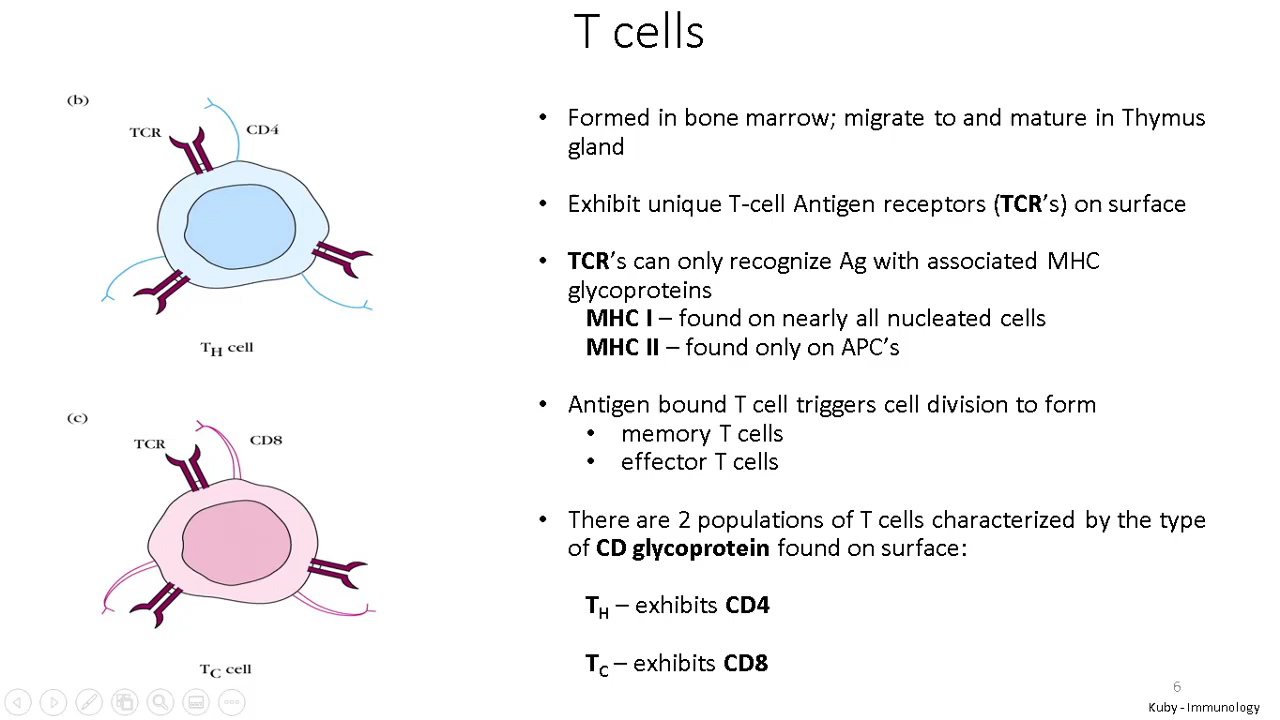 T cells
(b)
TCR
CD4
T_H cell
(c)
TCR
CD8
T_C cell
• Formed in bone marrow; migrate to and mature in Thymus
gland
• Exhibit unique T-cell Antigen receptors (TCR's) on surface
• TCR's can only recognize Ag with associated MHC
glycoproteins
MHC I – found on nearly all nucleated cells
MHC II – found only on APC's
• Antigen bound T cell triggers cell division to form
• memory T cells
• effector T cells
• There are 2 populations of T cells characterized by the type
of CD glycoprotein found on surface:
T_H – exhibits CD4
T_C – exhibits CD8
6
Kuby - Immunology